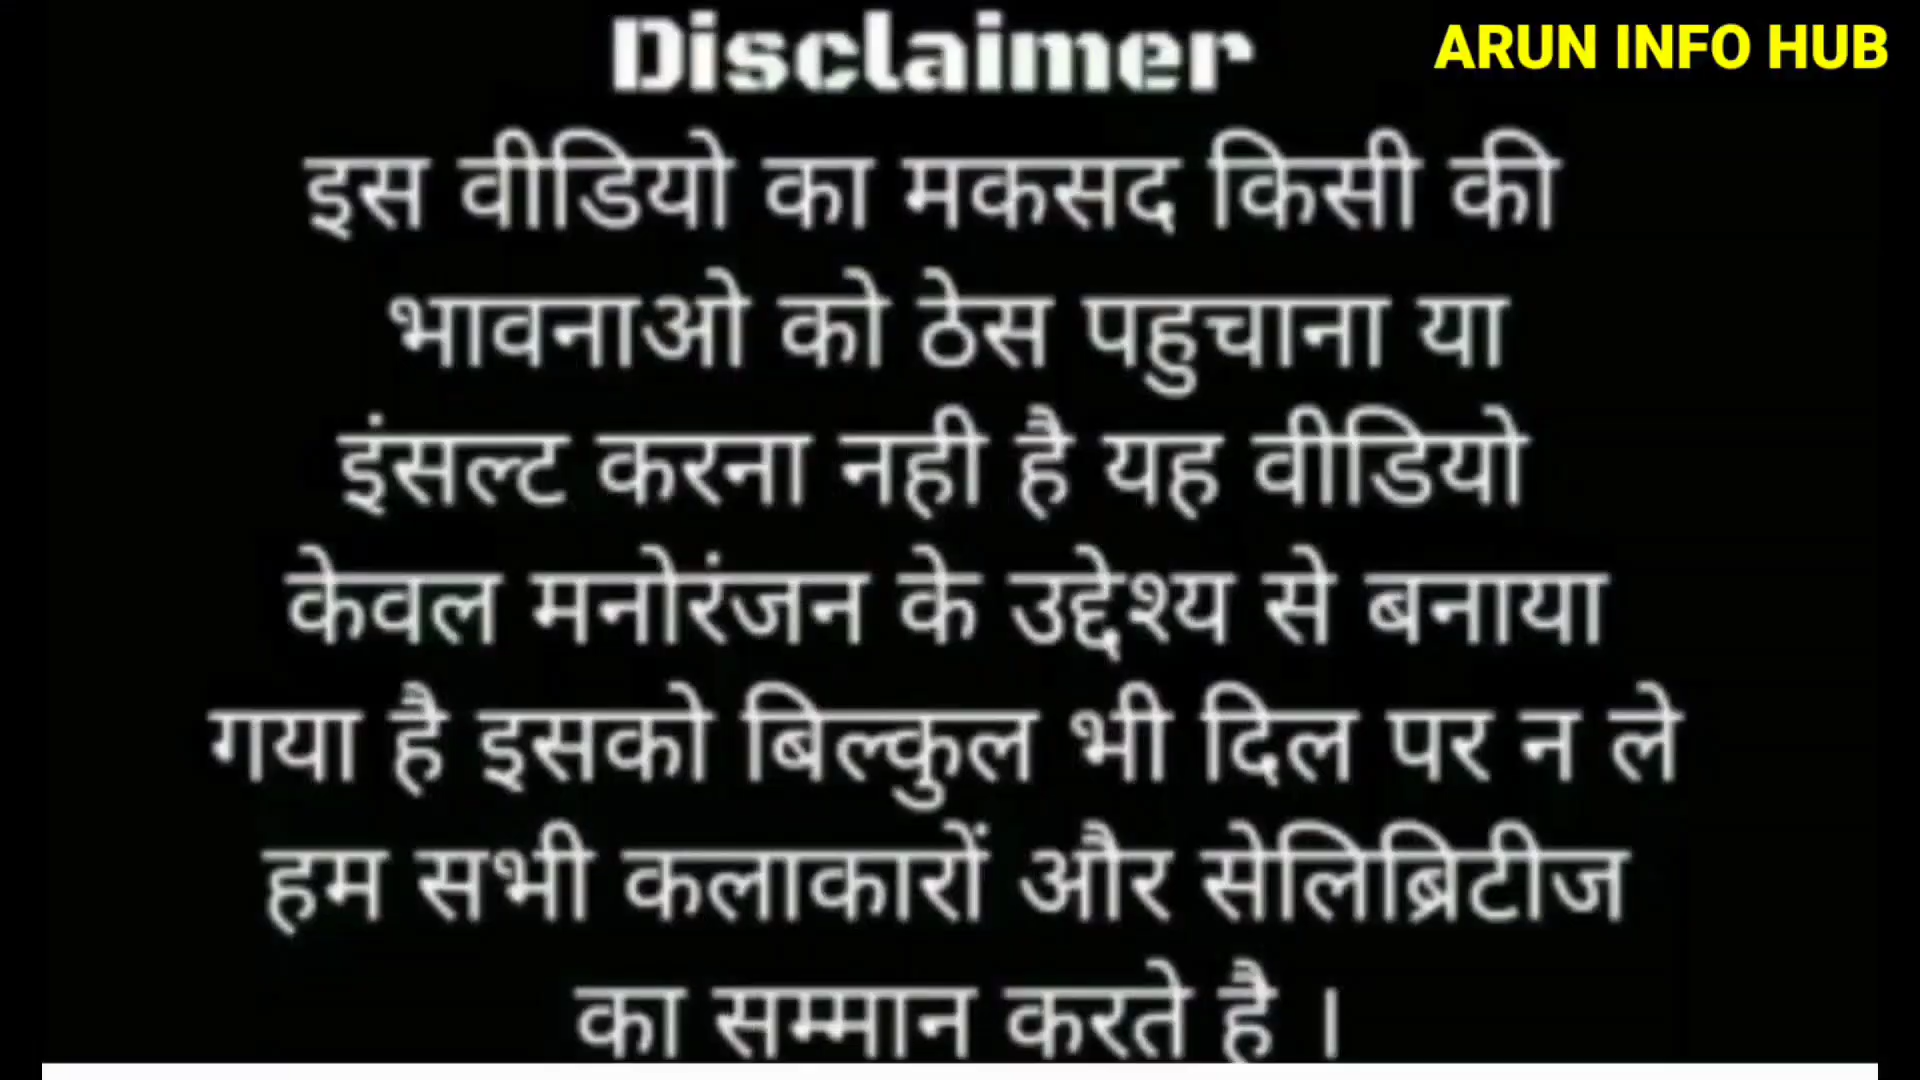 Disclaimer
ARUN INFO HUB
इस वीडियो का मकसद किसी की
भावनाओ को ठेस पहुचाना या
इंसल्ट करना नही है यह वीडियो
केवल मनोरंजन के उद्देश्य से बनाया
गया है इसको बिल्कुल भी दिल पर न ले
हम सभी कलाकारों और सेलिब्रिटीज
का सम्मान करते है ।